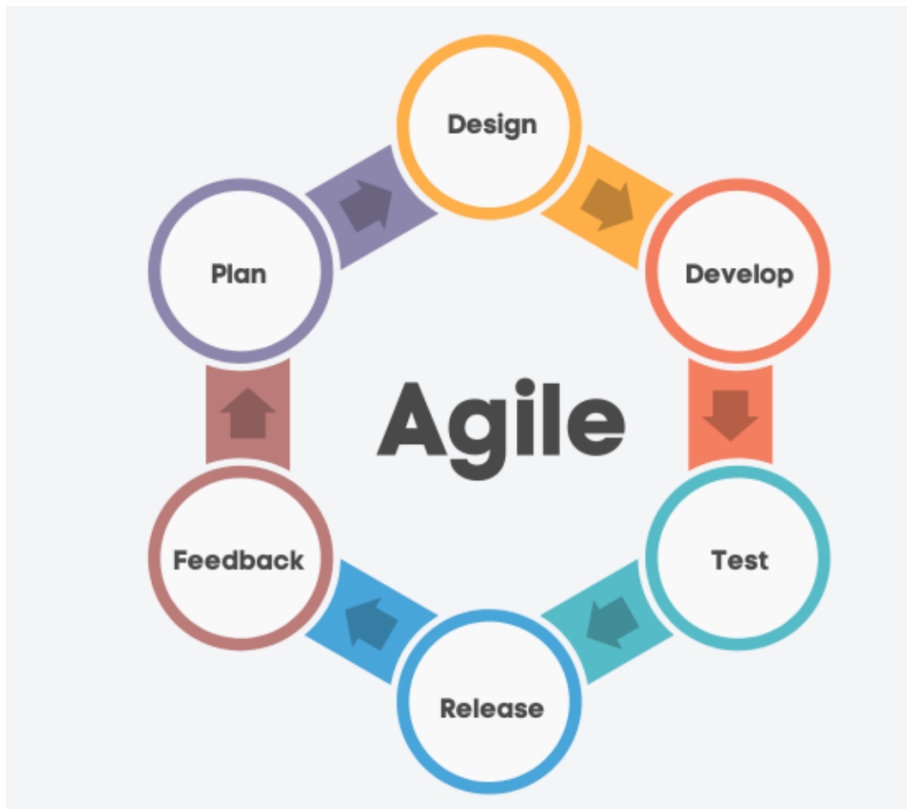 Design
Plan
Develop
Agile
Feedback
Test
Release